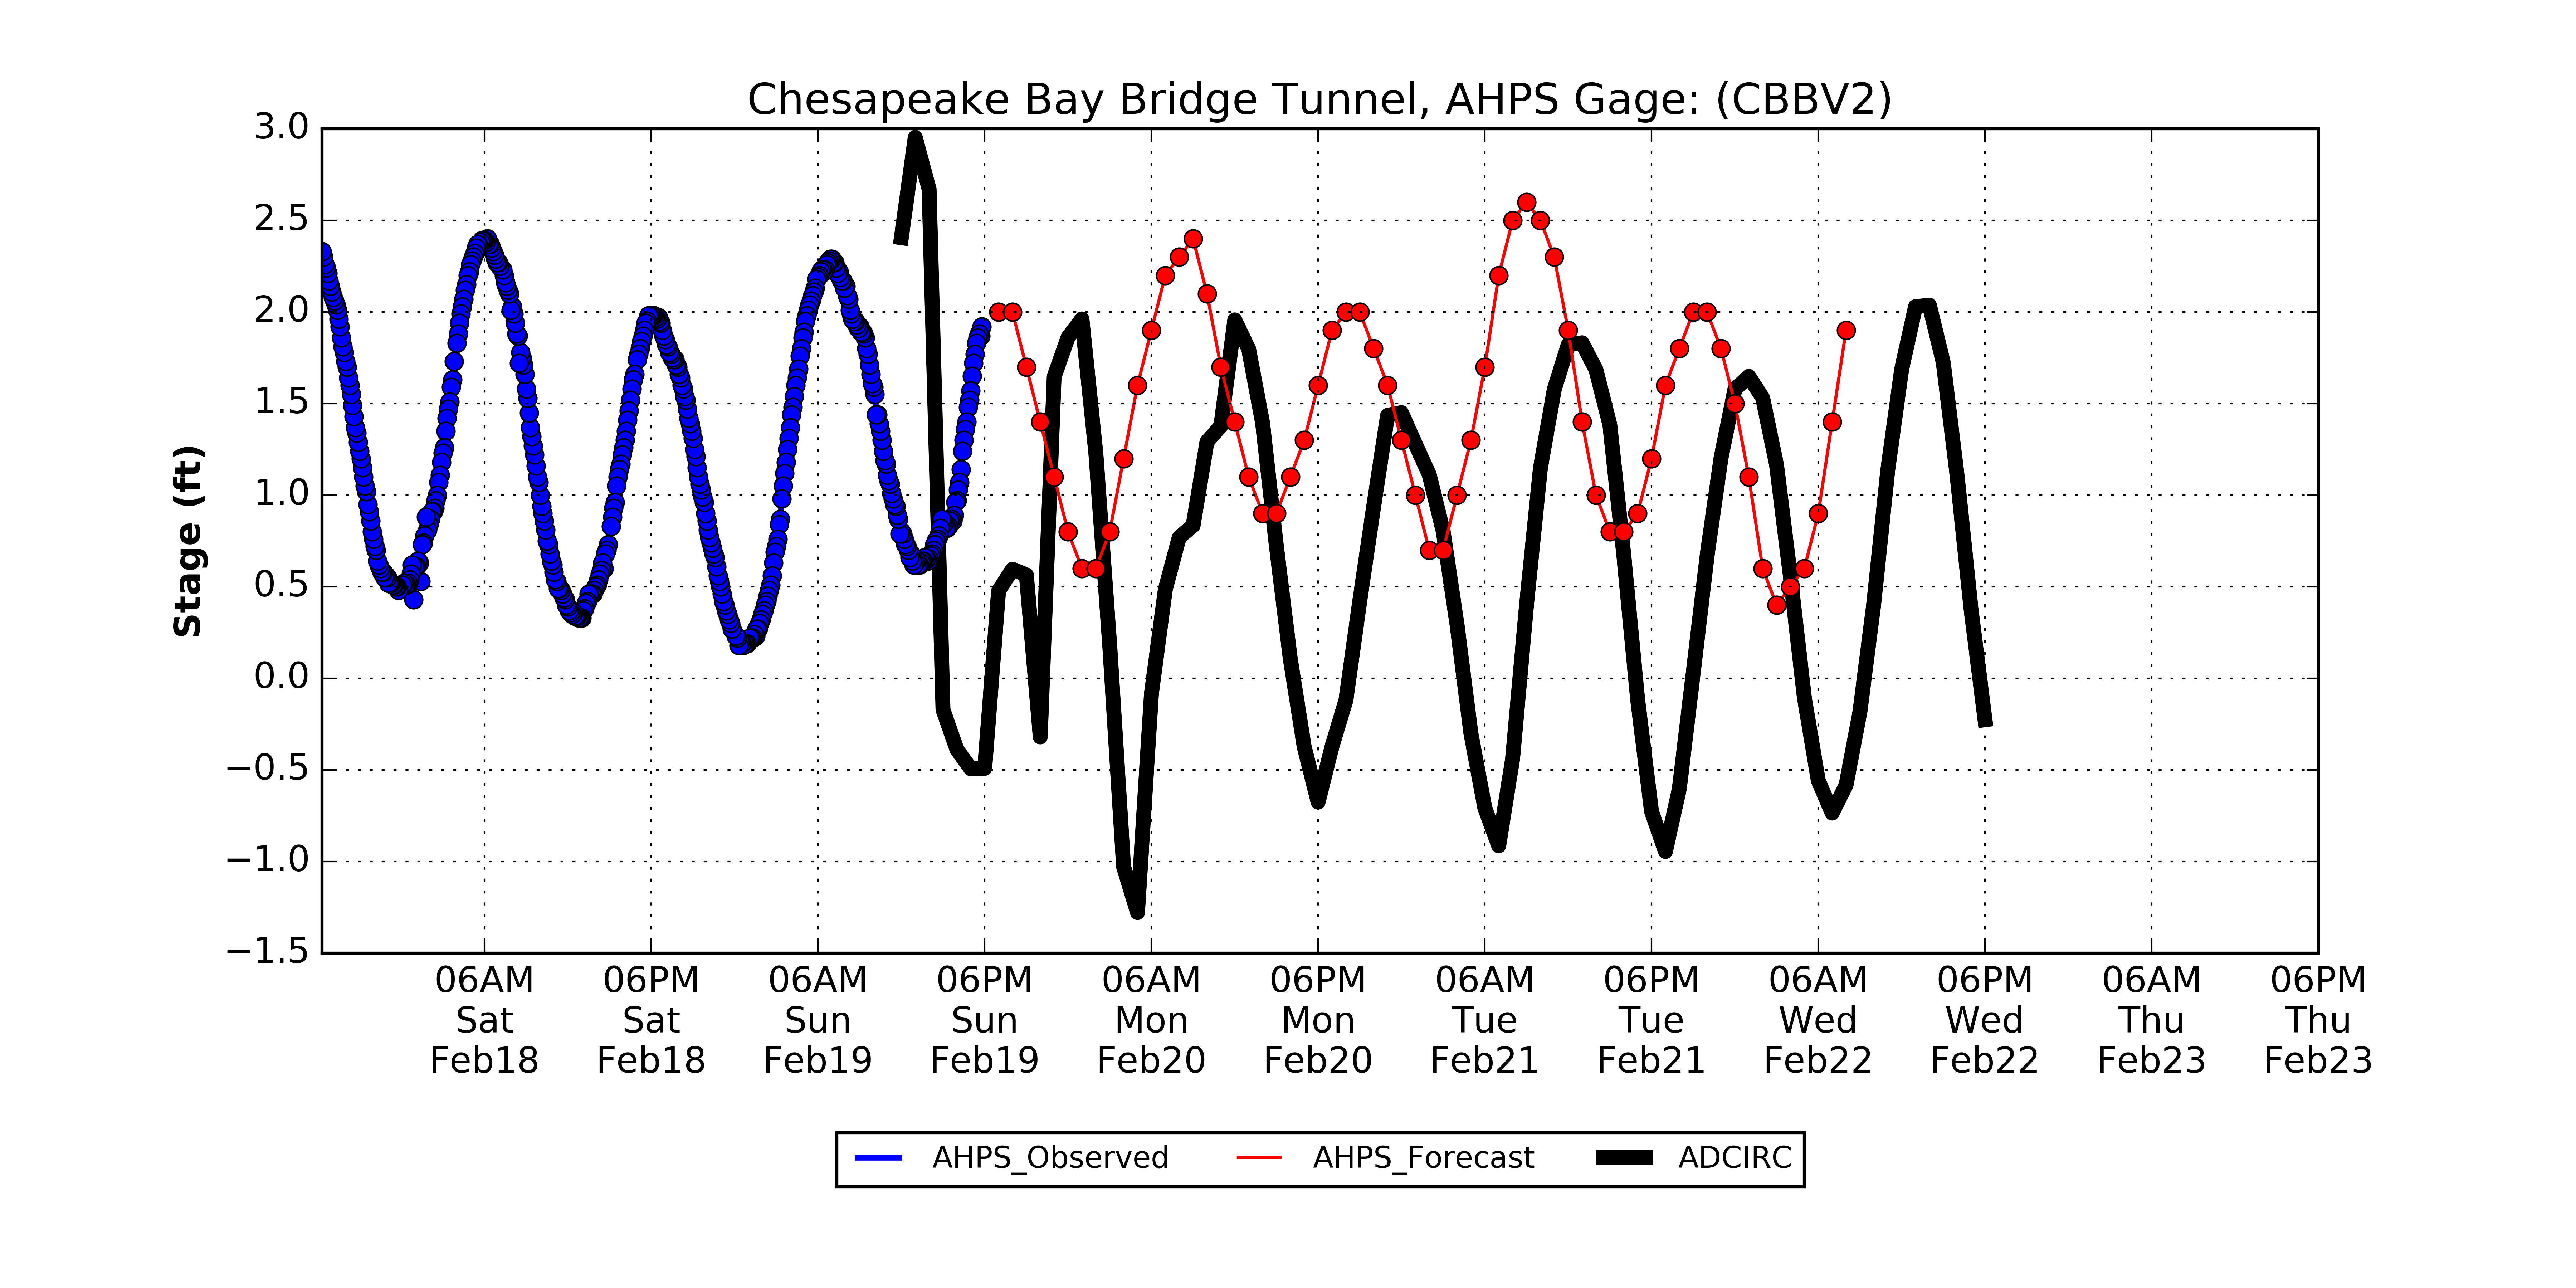 Chesapeake Bay Bridge Tunnel, AHPS Gage: (CBBV2)
3.0
2.5
2.0
1.5
1.0
0.5
0.0
−0.5
−1.0
−1.5
Stage (ft)
06AM 06PM 06AM 06PM 06AM 06PM 06AM 06PM 06AM 06PM 06AM 06PM
Sat Sat Sun Sun Mon Mon Tue Tue Wed Wed Thu Thu
Feb18 Feb18 Feb19 Feb19 Feb20 Feb20 Feb21 Feb21 Feb22 Feb22 Feb23 Feb23
AHPS_Observed AHPS_Forecast ADCIRC